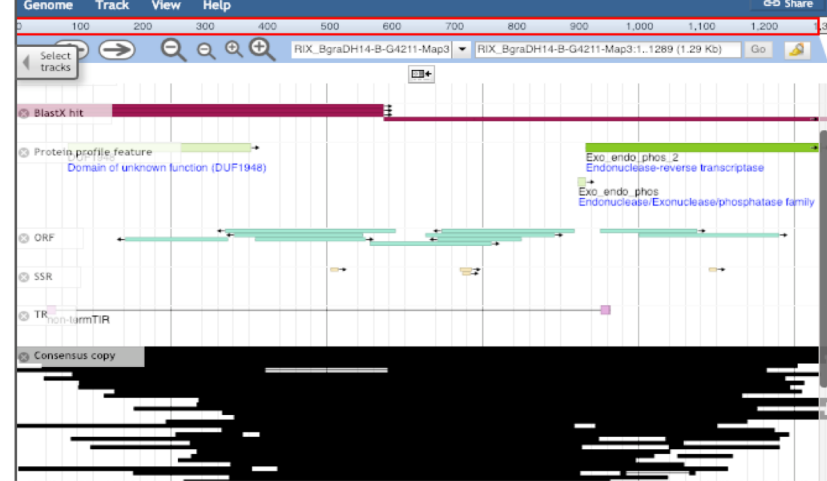 Genome Track View Help Share
0 100 200 300 400 500 600 700 800 900 1,000 1,100 1,200
Select
tracks
RIX_BgraDH14-B-G4211-Map3 RIX_BgraDH14-B-G4211-Map3:1..1289 (1.29 Kb) Go
BlastX hit
Protein profile feature
DUF1948
Domain of unknown function (DUF1948)
Exo_endo_phos_2
Endonuclease-reverse transcriptase
Exo_endo_phos
Endonuclease/Exonuclease/phosphatase family
ORF
SSR
TR
non-termTIR
Consensus copy